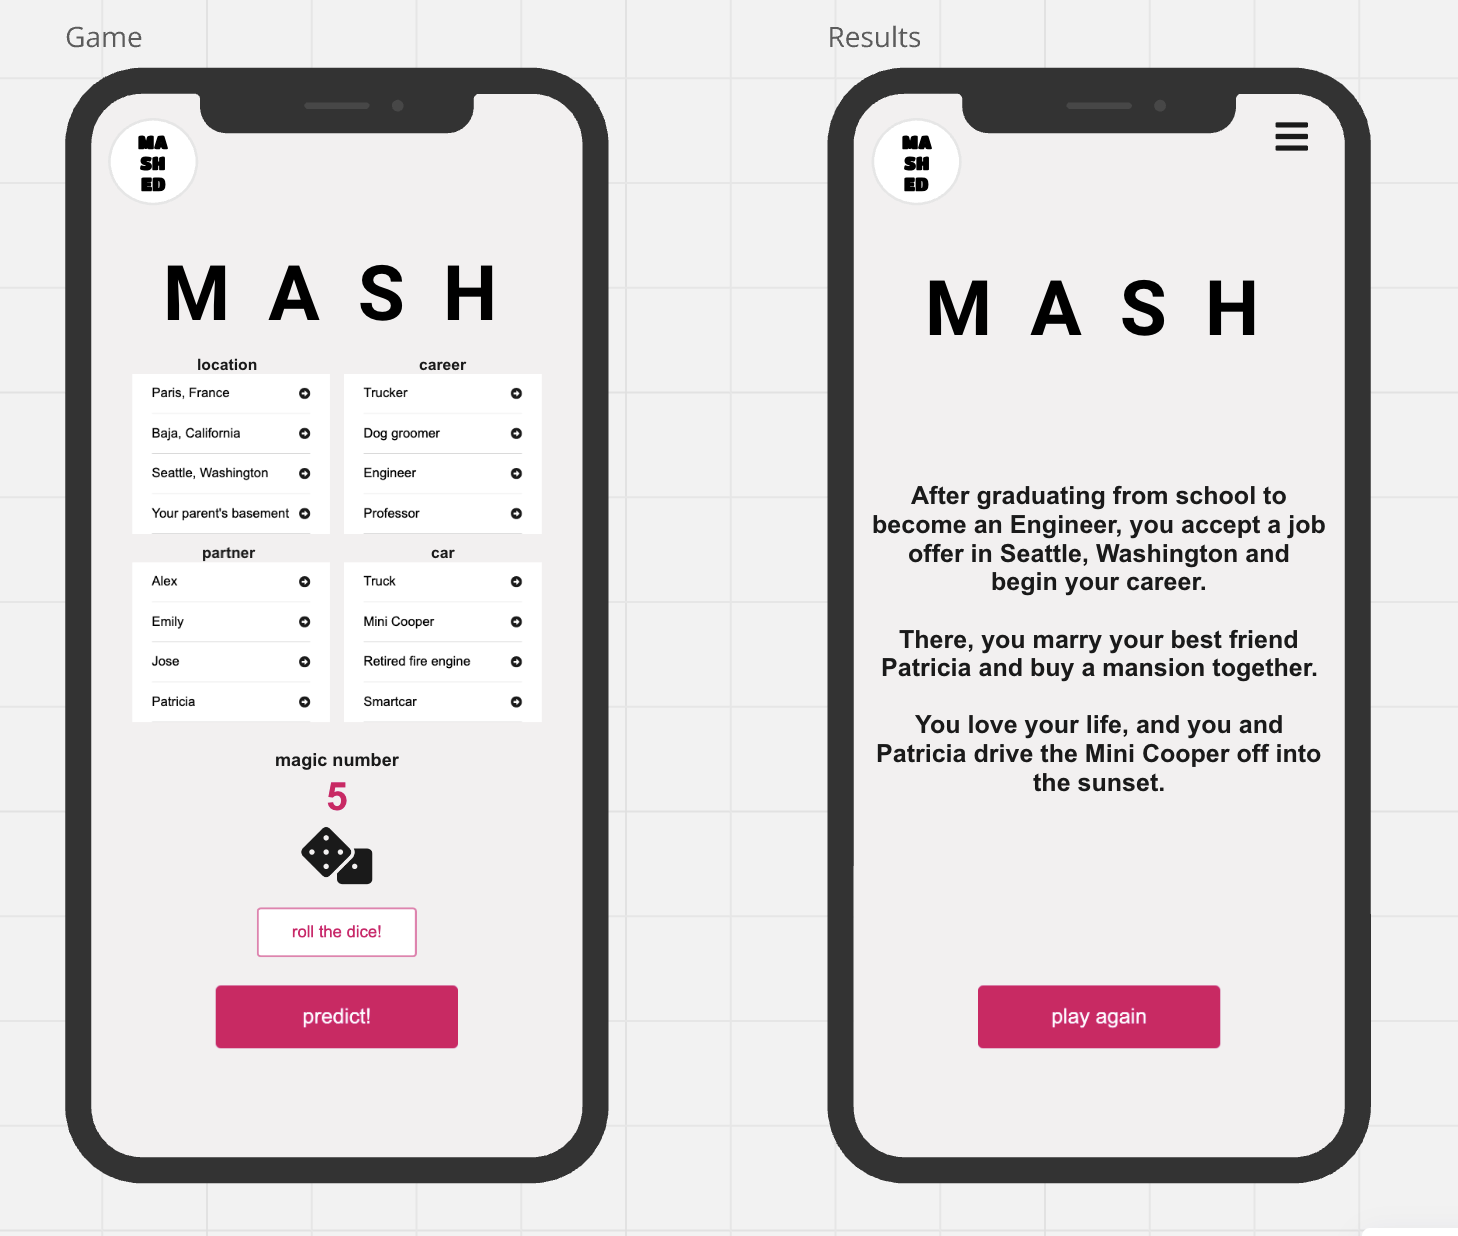 Game
MA
SH
ED
M A S H
location
Paris, France
Baja, California
Seattle, Washington
Your parent's basement
career
Trucker
Dog groomer
Engineer
Professor
partner
Alex
Emily
Jose
Patricia
car
Truck
Mini Cooper
Retired fire engine
Smartcar
magic number
5
roll the dice!
predict!
Results
MA
SH
ED
M A S H
After graduating from school to
become an Engineer, you accept a job
offer in Seattle, Washington and
begin your career.
There, you marry your best friend
Patricia and buy a mansion together.
You love your life, and you and
Patricia drive the Mini Cooper off into
the sunset.
play again